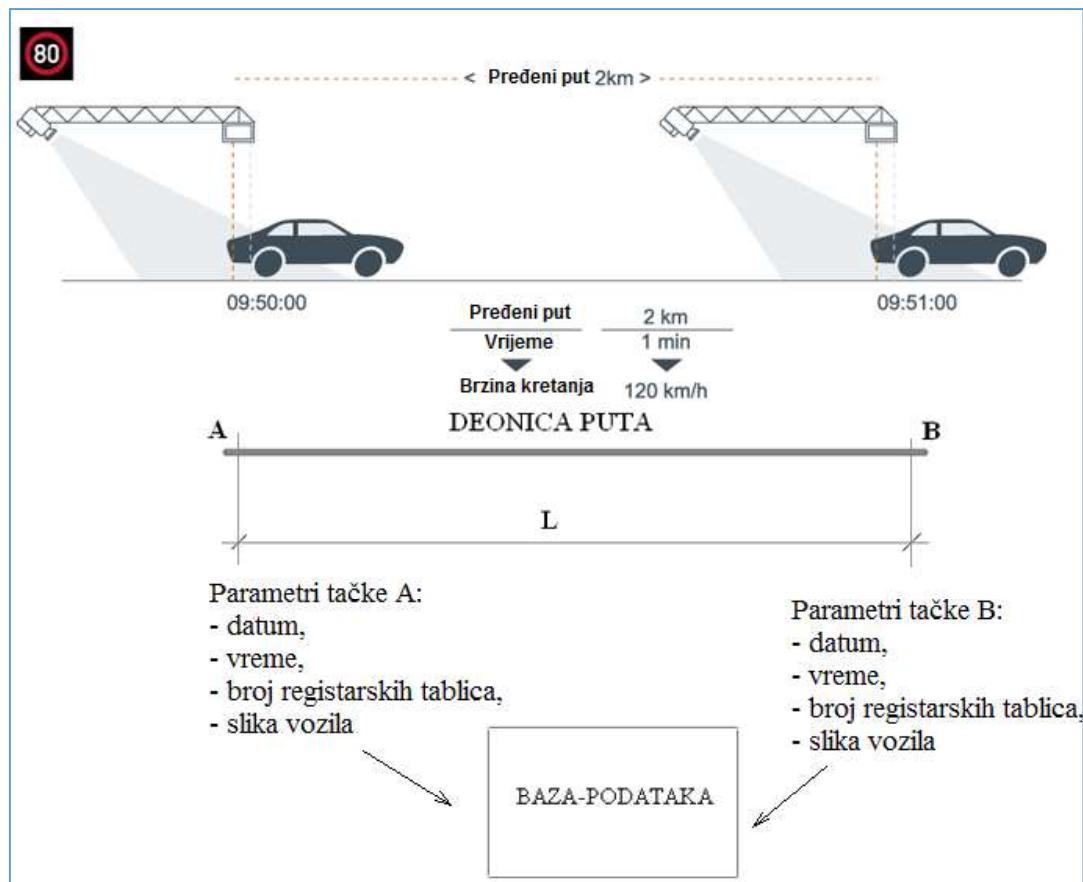 80
< Pređeni put 2km >
09:50:00
09:51:00
Pređeni put 2 km
Vrijeme 1 min
Brzina kretanja 120 km/h
DEONICA PUTA
A
B
L
Parametri tačke A:
- datum,
- vreme,
- broj registarskih tablica,
- slika vozila
Parametri tačke B:
- datum,
- vreme,
- broj registarskih tablica,
- slika vozila
BAZA-PODATAKA